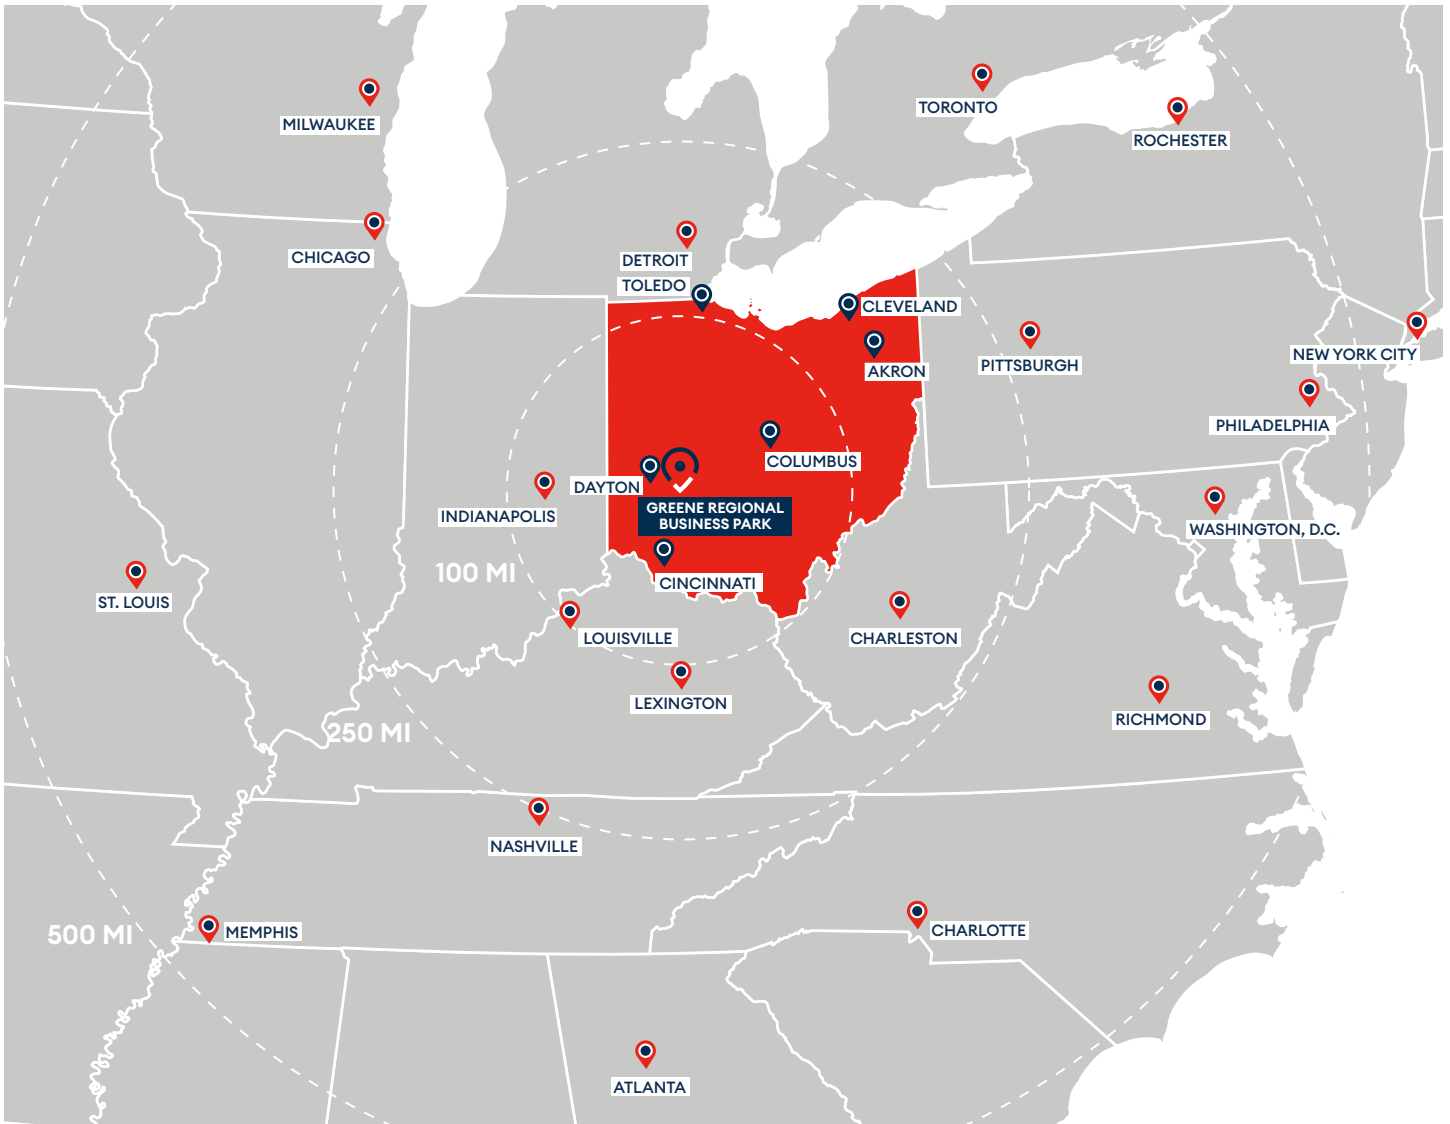 TORONTO
MILWAUKEE
ROCHESTER
CHICAGO
DETROIT
TOLEDO
CLEVELAND
NEW YORK CITY
PITTSBURGH
AKRON
PHILADELPHIA
COLUMBUS
DAYTON
GREENE REGIONAL
BUSINESS PARK
INDIANAPOLIS
WASHINGTON, D.C.
100 MI
CINCINNATI
ST. LOUIS
LOUISVILLE
CHARLESTON
LEXINGTON
RICHMOND
250 MI
NASHVILLE
CHARLOTTE
MEMPHIS
500 MI
ATLANTA